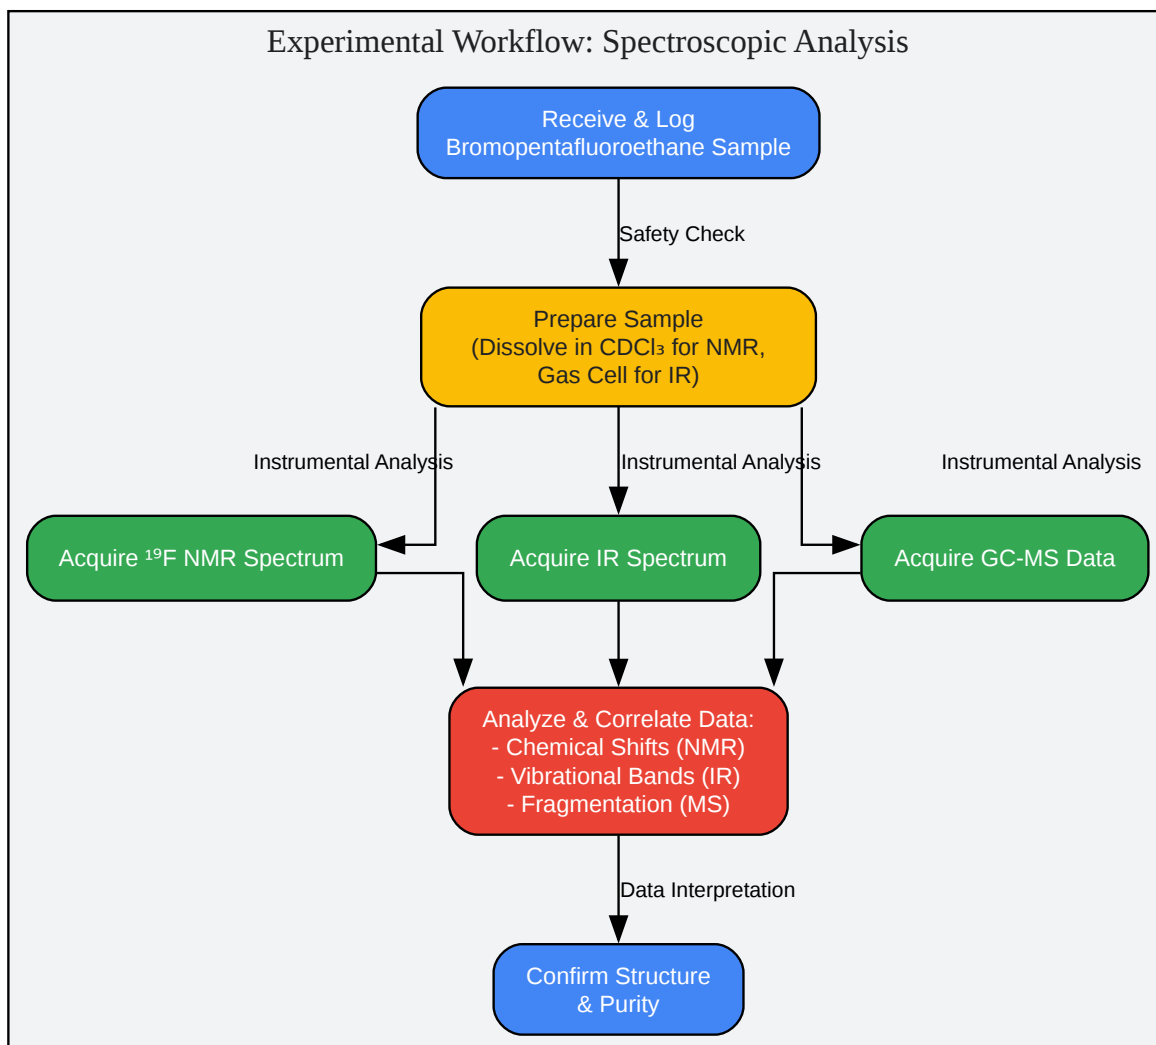 Experimental Workflow: Spectroscopic Analysis
Receive & Log
Bromopentafluoroethane Sample
Safety Check
Prepare Sample
(Dissolve in CDCl₃ for NMR,
Gas Cell for IR)
Instrumental Analysis
Instrumental Analysis
Instrumental Analysis
Acquire ¹⁹F NMR Spectrum
Acquire IR Spectrum
Acquire GC-MS Data
Analyze & Correlate Data:
- Chemical Shifts (NMR)
- Vibrational Bands (IR)
- Fragmentation (MS)
Data Interpretation
Confirm Structure
& Purity